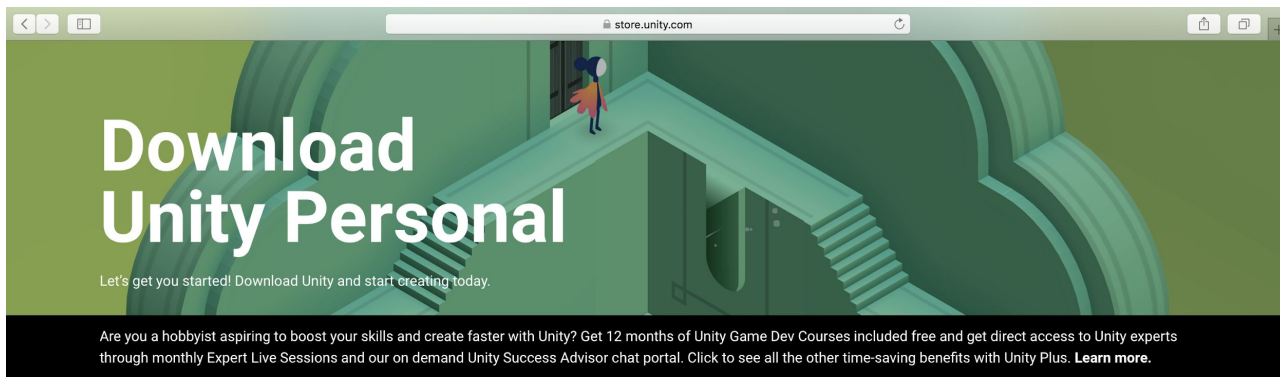 store.unity.com
Download
Unity Personal
Let's get you started! Download Unity and start creating today.
Are you a hobbyist aspiring to boost your skills and create faster with Unity? Get 12 months of Unity Game Dev Courses included free and get direct access to Unity experts
through monthly Expert Live Sessions and our on demand Unity Success Advisor chat portal. Click to see all the other time-saving benefits with Unity Plus. Learn more.